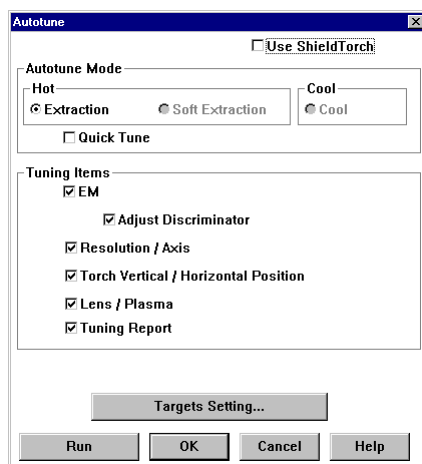 Autotune
Use ShieldTorch
Autotune Mode
Hot
Cool
Extraction
Soft Extraction
Cool
Quick Tune
Tuning Items
EM
Adjust Discriminator
Resolution / Axis
Torch Vertical / Horizontal Position
Lens / Plasma
Tuning Report
Targets Setting...
Run
OK
Cancel
Help